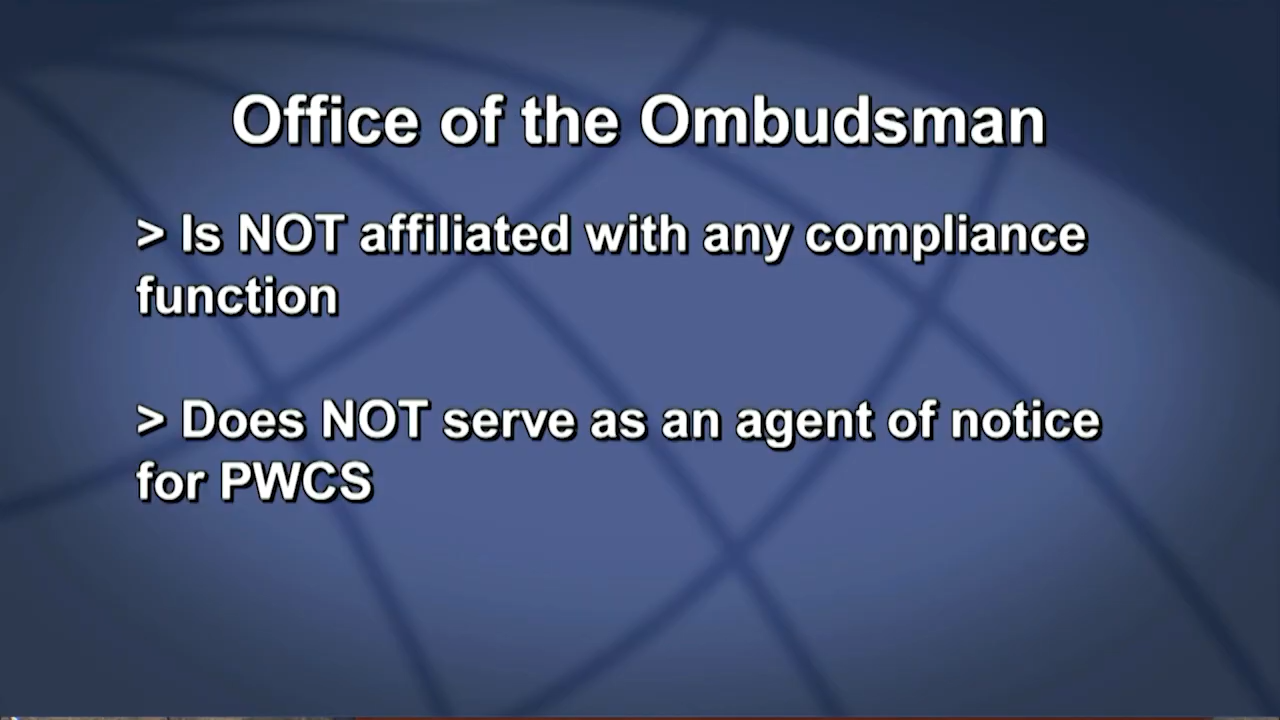 Office of the Ombudsman
> Is NOT affiliated with any compliance
function
> Does NOT serve as an agent of notice
for PWCS